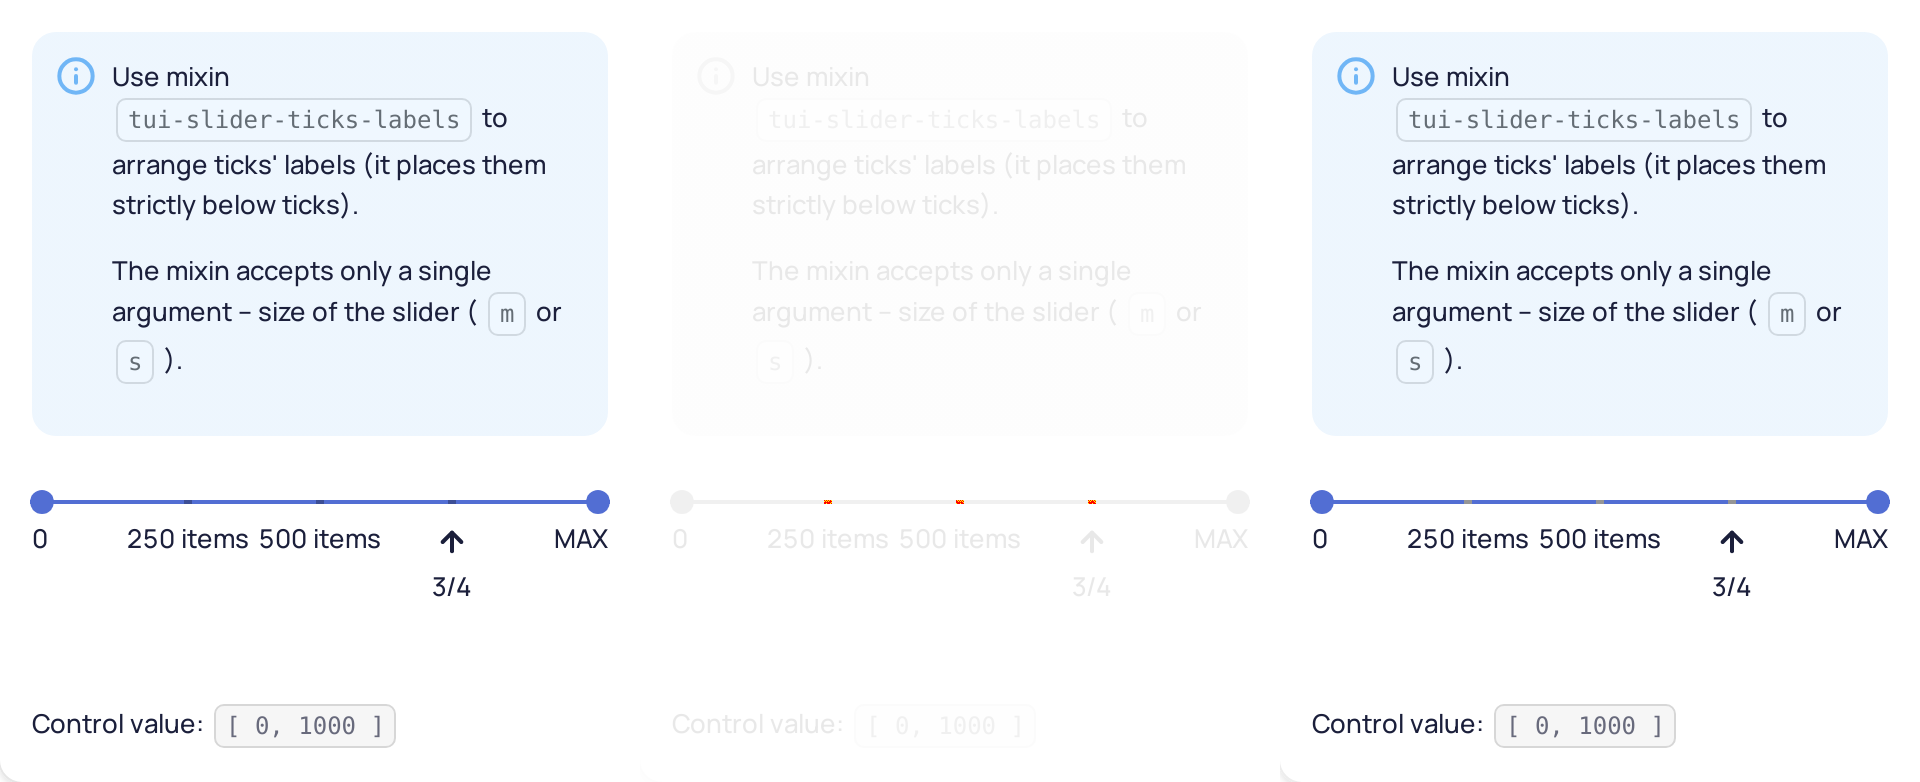 Use mixin
tui-slider-ticks-labels to
arrange ticks' labels (it places them
strictly below ticks).
The mixin accepts only a single
argument – size of the slider ( m or
s ).
0 250 items 500 items MAX
3/4
Control value: [ 0, 1000 ]
Use mixin
tui-slider-ticks-labels to
arrange ticks' labels (it places them
strictly below ticks).
The mixin accepts only a single
argument – size of the slider ( m or
s ).
0 250 items 500 items MAX
3/4
Control value: [ 0, 1000 ]
Use mixin
tui-slider-ticks-labels to
arrange ticks' labels (it places them
strictly below ticks).
The mixin accepts only a single
argument – size of the slider ( m or
s ).
0 250 items 500 items MAX
3/4
Control value: [ 0, 1000 ]